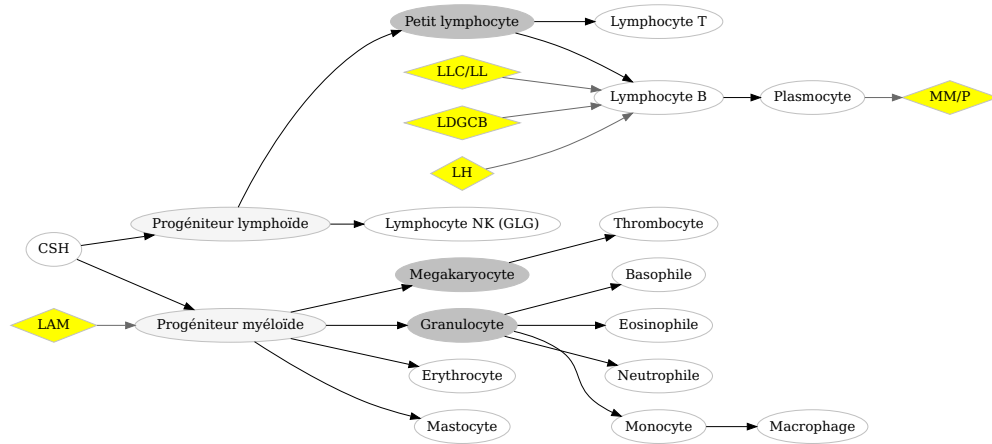 Petit lymphocyte
Lymphocyte T
LLC/LL
Lymphocyte B
Plasmocyte
MM/P
LDGCB
LH
Progéniteur lymphoïde
Lymphocyte NK (GLG)
Thrombocyte
CSH
Megakaryocyte
Basophile
LAM
Progéniteur myéloïde
Granulocyte
Eosinophile
Erythrocyte
Neutrophile
Mastocyte
Monocyte
Macrophage